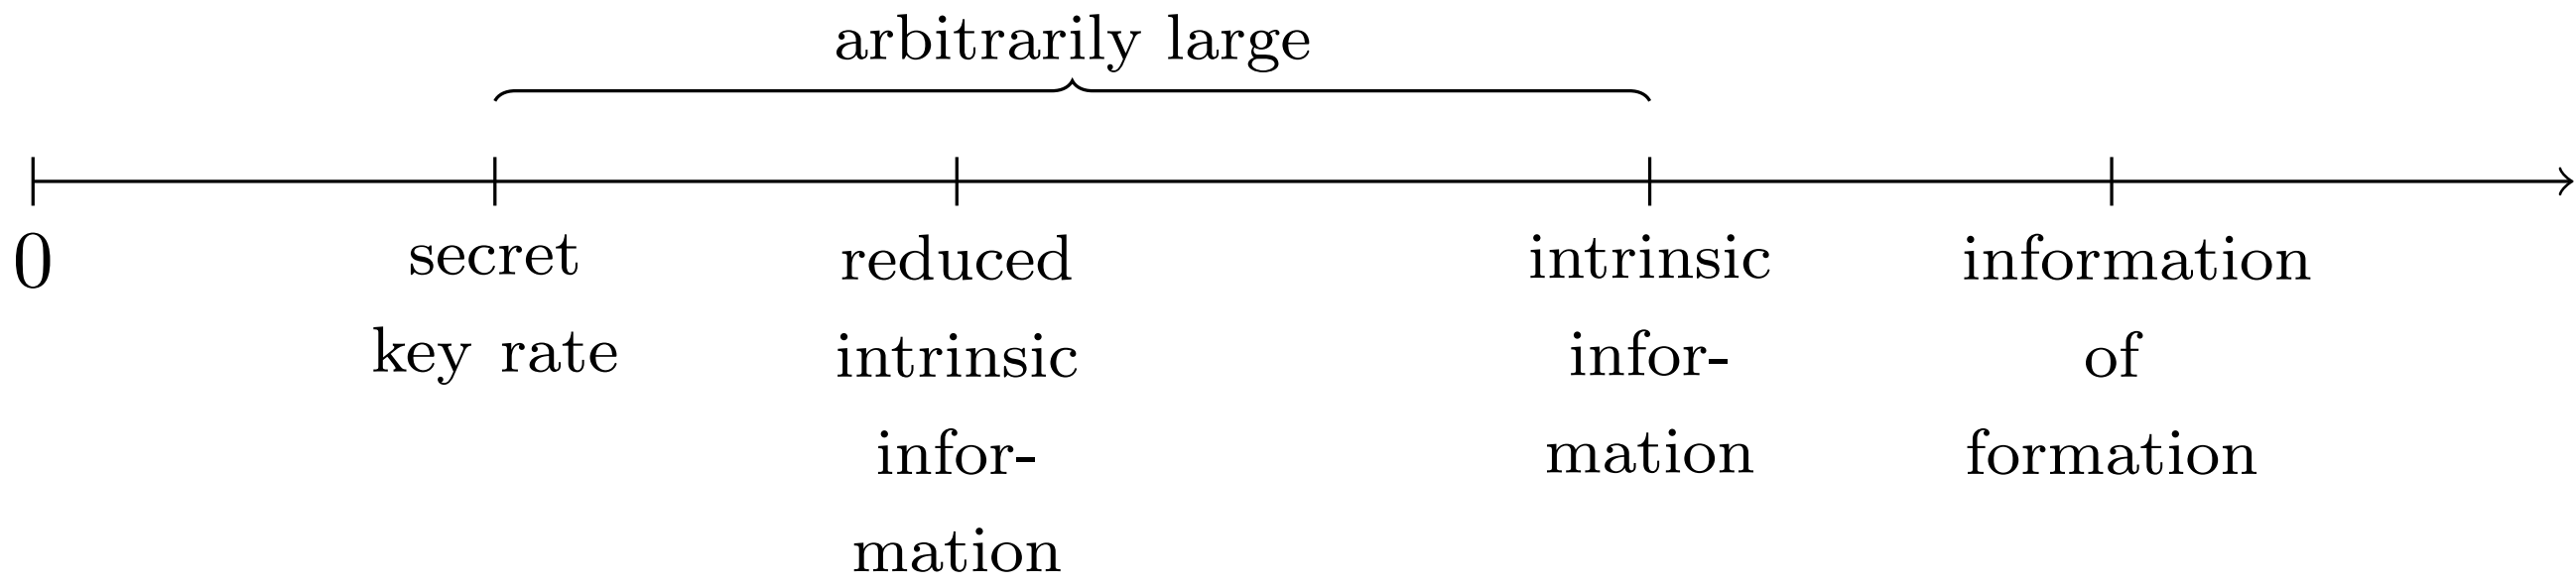 arbitrarily large
0
secret
key rate
reduced
intrinsic
infor-
mation
intrinsic
infor-
mation
information
of
formation